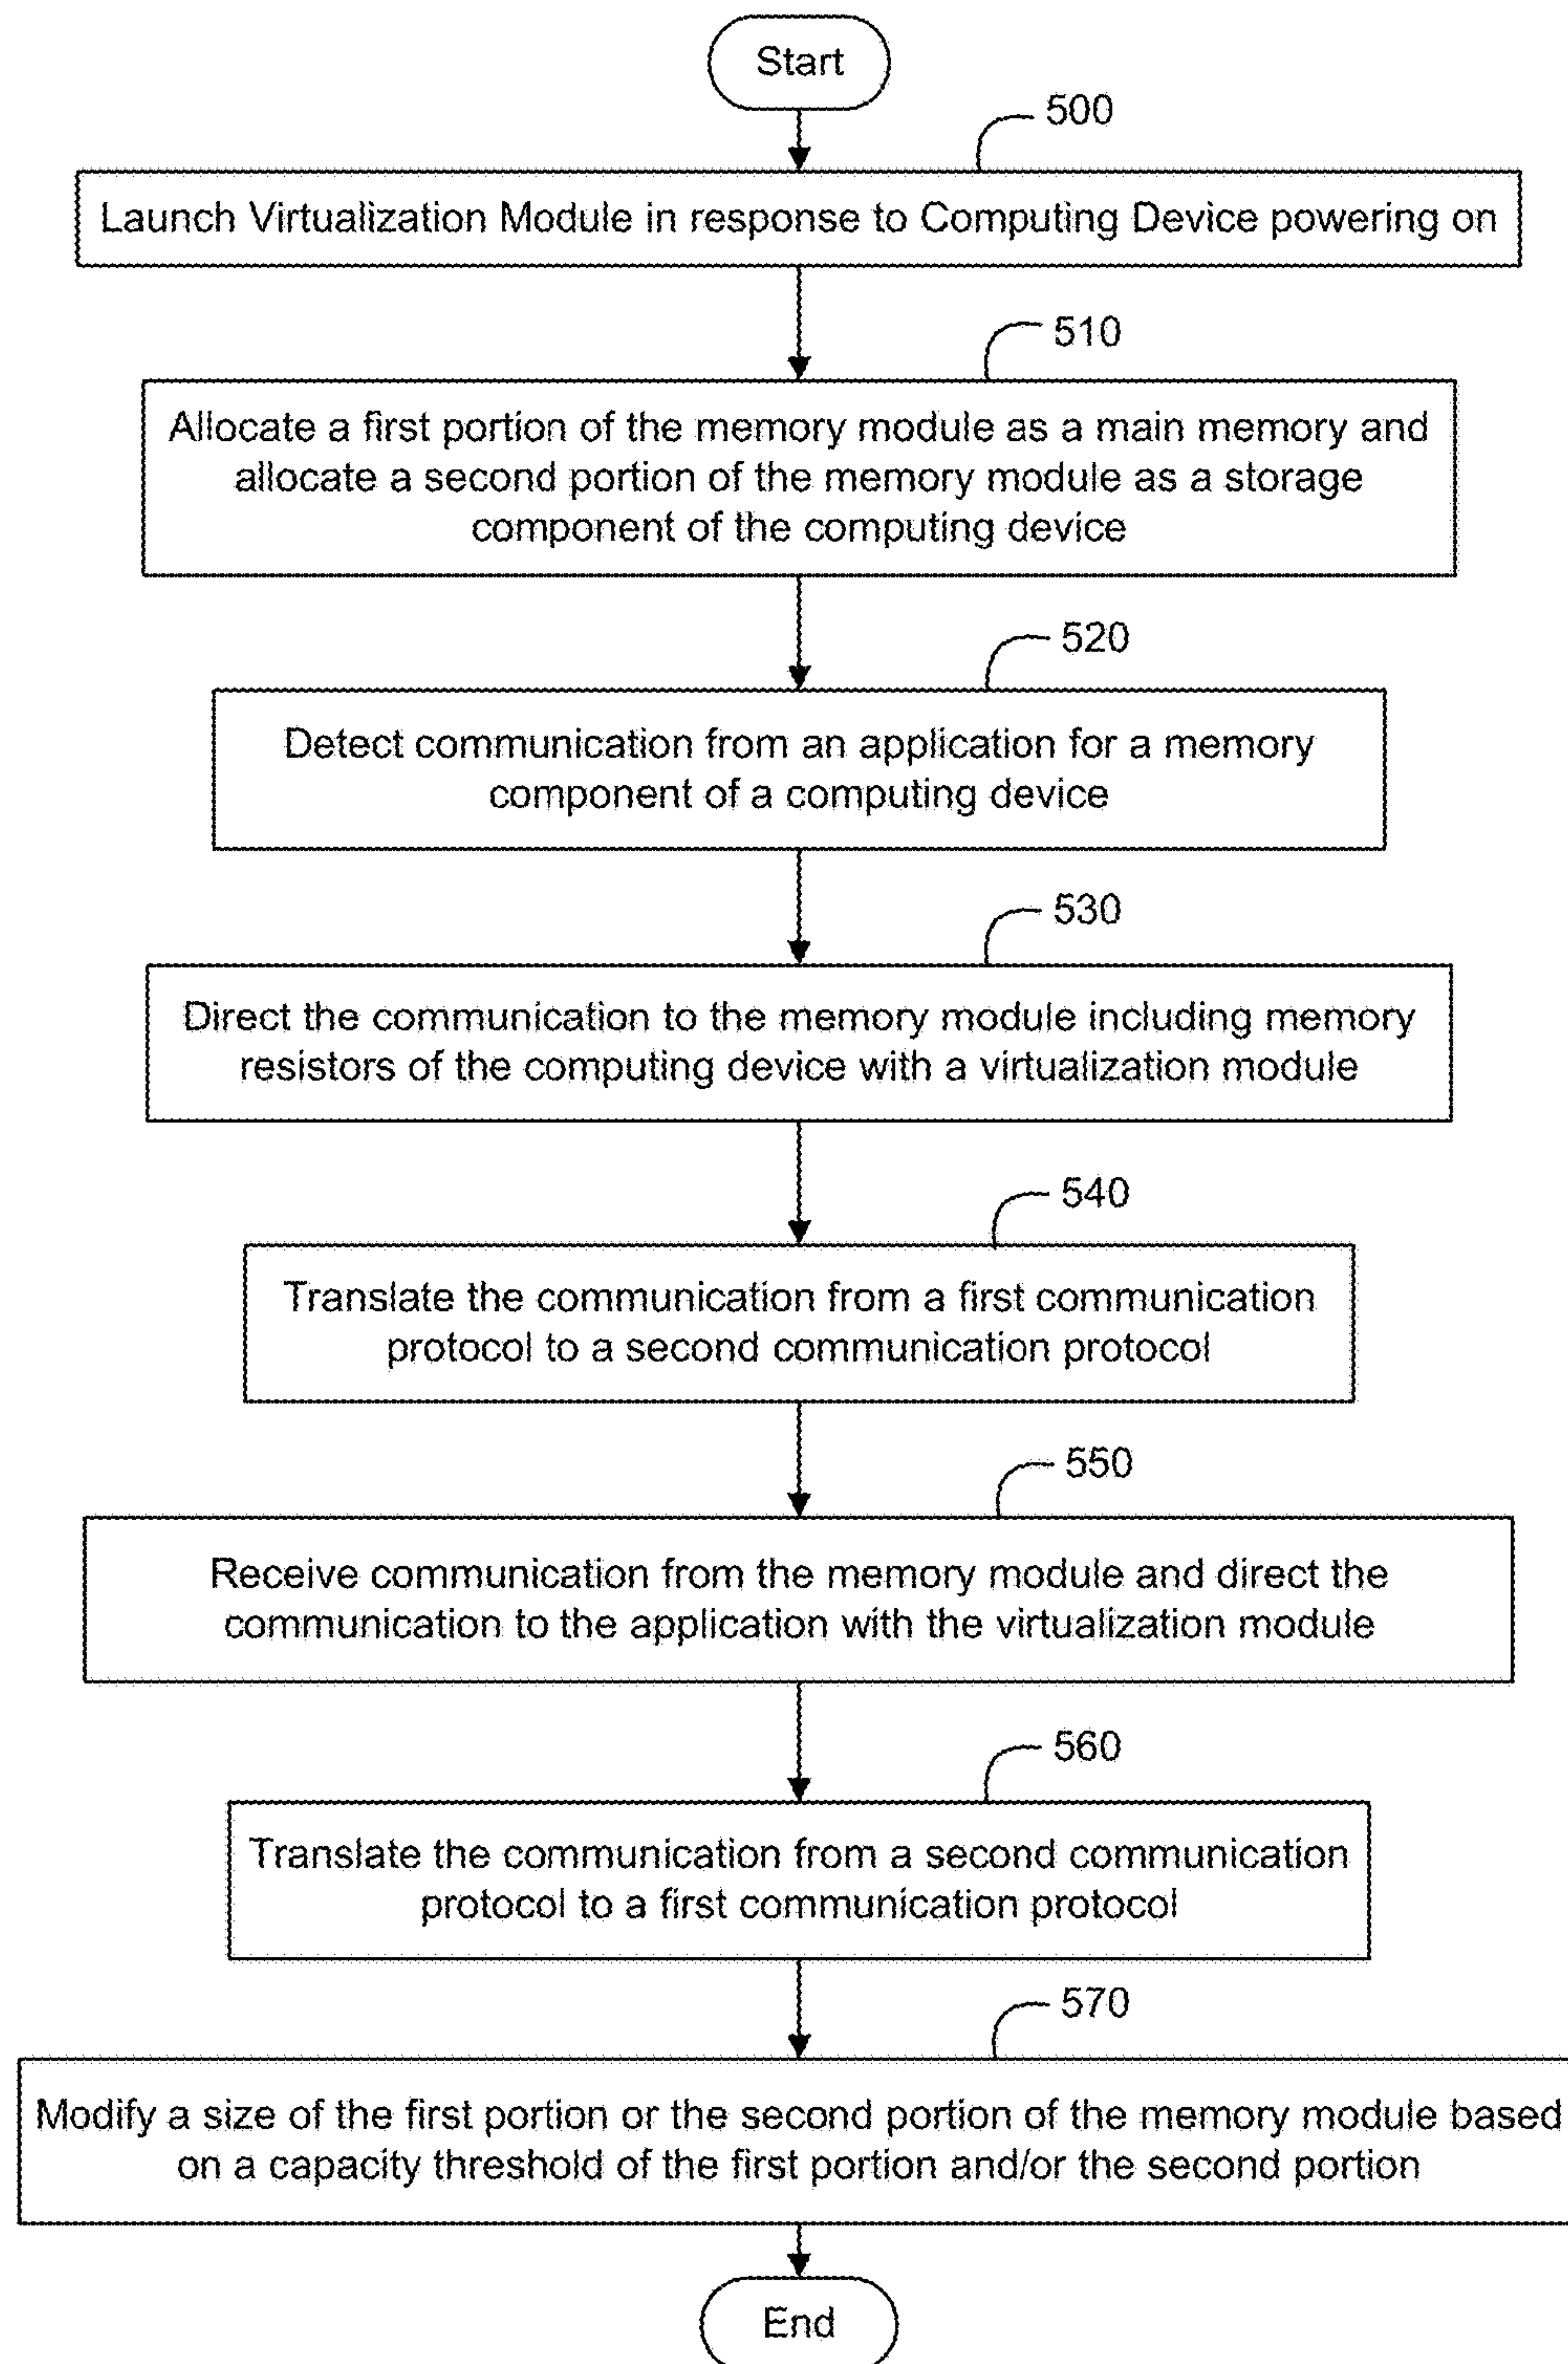 Start
500
Launch Virtualization Module in response to Computing Device powering on
510
Allocate a first portion of the memory module as a main memory and
allocate a second portion of the memory module as a storage
component of the computing device
520
Detect communication from an application for a memory
component of a computing device
530
Direct the communication to the memory module including memory
resistors of the computing device with a virtualization module
540
Translate the communication from a first communication
protocol to a second communication protocol
550
Receive communication from the memory module and direct the
communication to the application with the virtualization module
560
Translate the communication from a second communication
protocol to a first communication protocol
570
Modify a size of the first portion or the second portion of the memory module based
on a capacity threshold of the first portion and/or the second portion
End